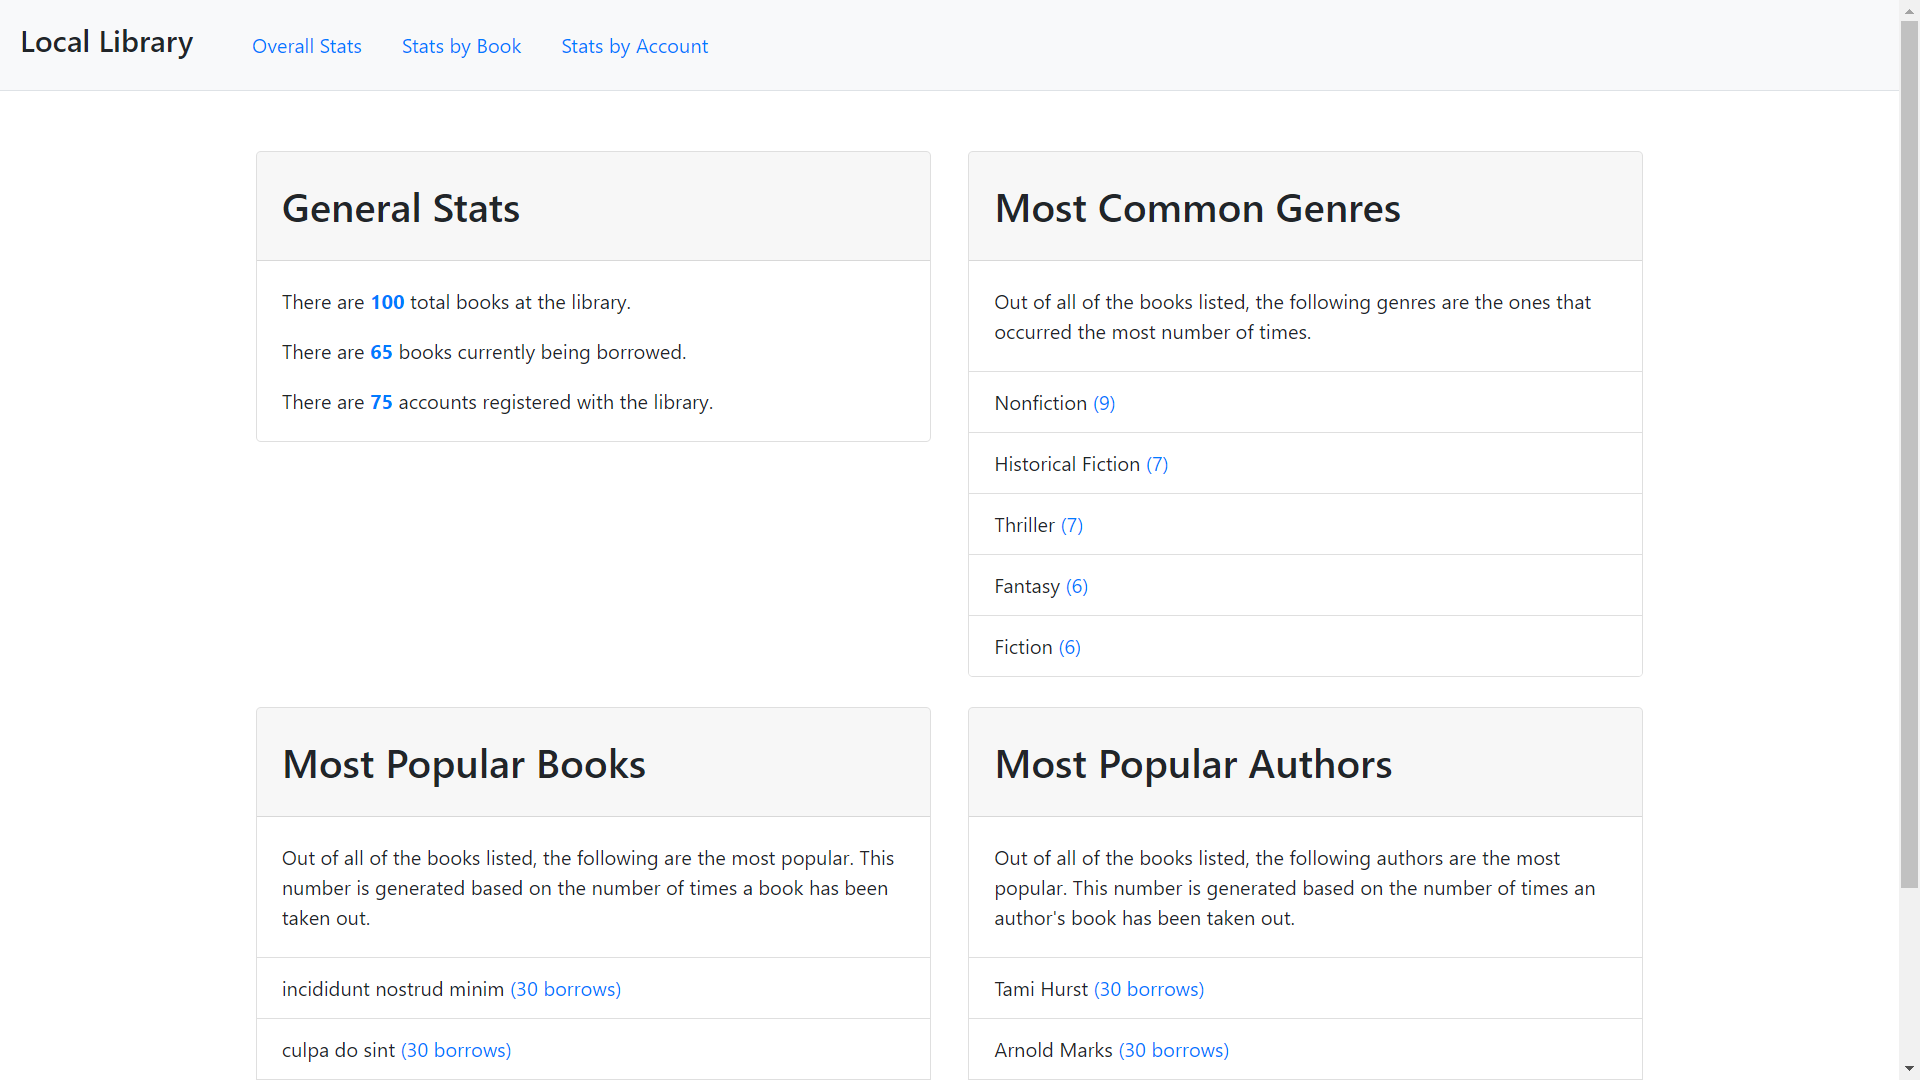 Local Library
Overall Stats
Stats by Book
Stats by Account
General Stats
There are 100 total books at the library.
There are 65 books currently being borrowed.
There are 75 accounts registered with the library.
Most Common Genres
Out of all of the books listed, the following genres are the ones that
occurred the most number of times.
Nonfiction (9)
Historical Fiction (7)
Thriller (7)
Fantasy (6)
Fiction (6)
Most Popular Books
Out of all of the books listed, the following are the most popular. This
number is generated based on the number of times a book has been
taken out.
incididunt nostrud minim (30 borrows)
culpa do sint (30 borrows)
Most Popular Authors
Out of all of the books listed, the following authors are the most
popular. This number is generated based on the number of times an
author's book has been taken out.
Tami Hurst (30 borrows)
Arnold Marks (30 borrows)